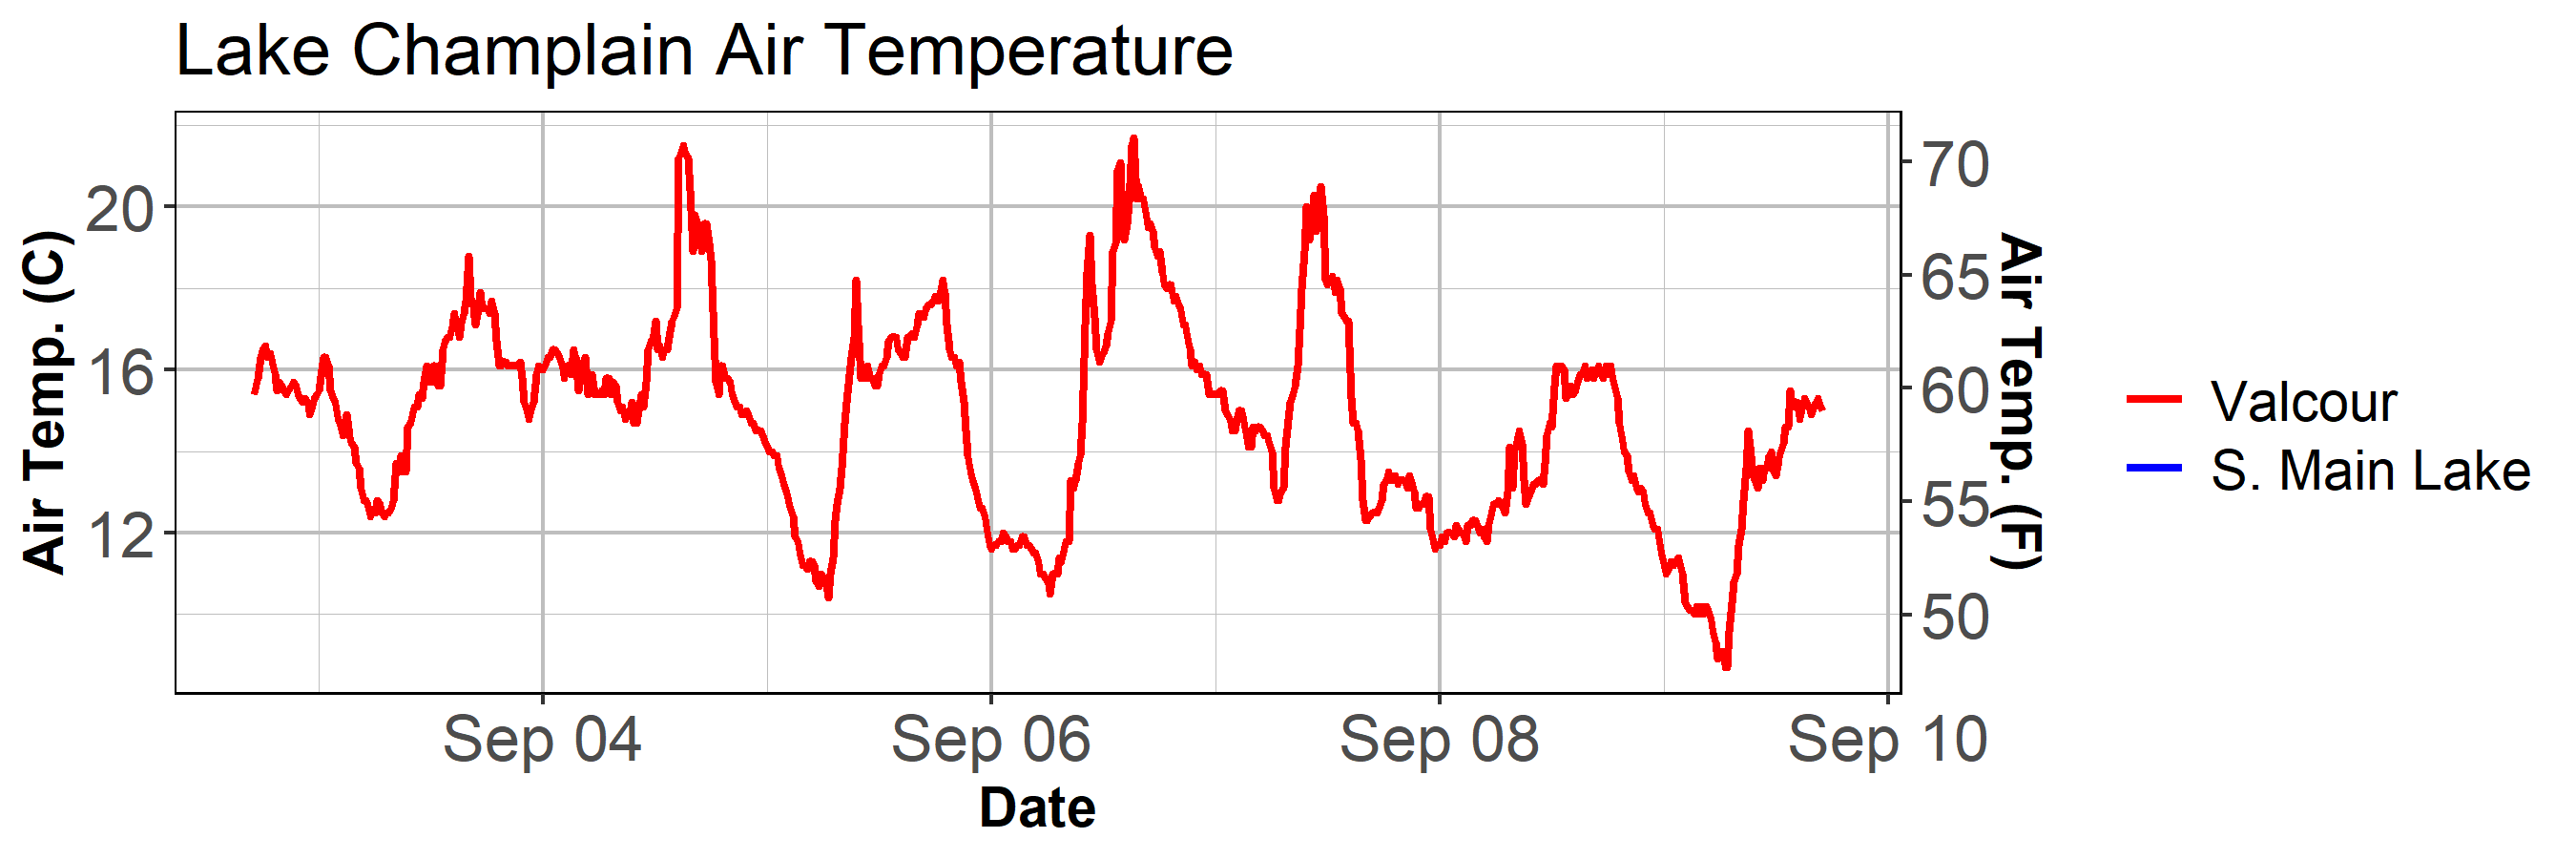 Lake Champlain Air Temperature
Air Temp. (C)
20
16
12
70
65
60
55
50
Air Temp. (F)
Sep 04
Sep 06
Sep 08
Sep 10
Date
Valcour
S. Main Lake